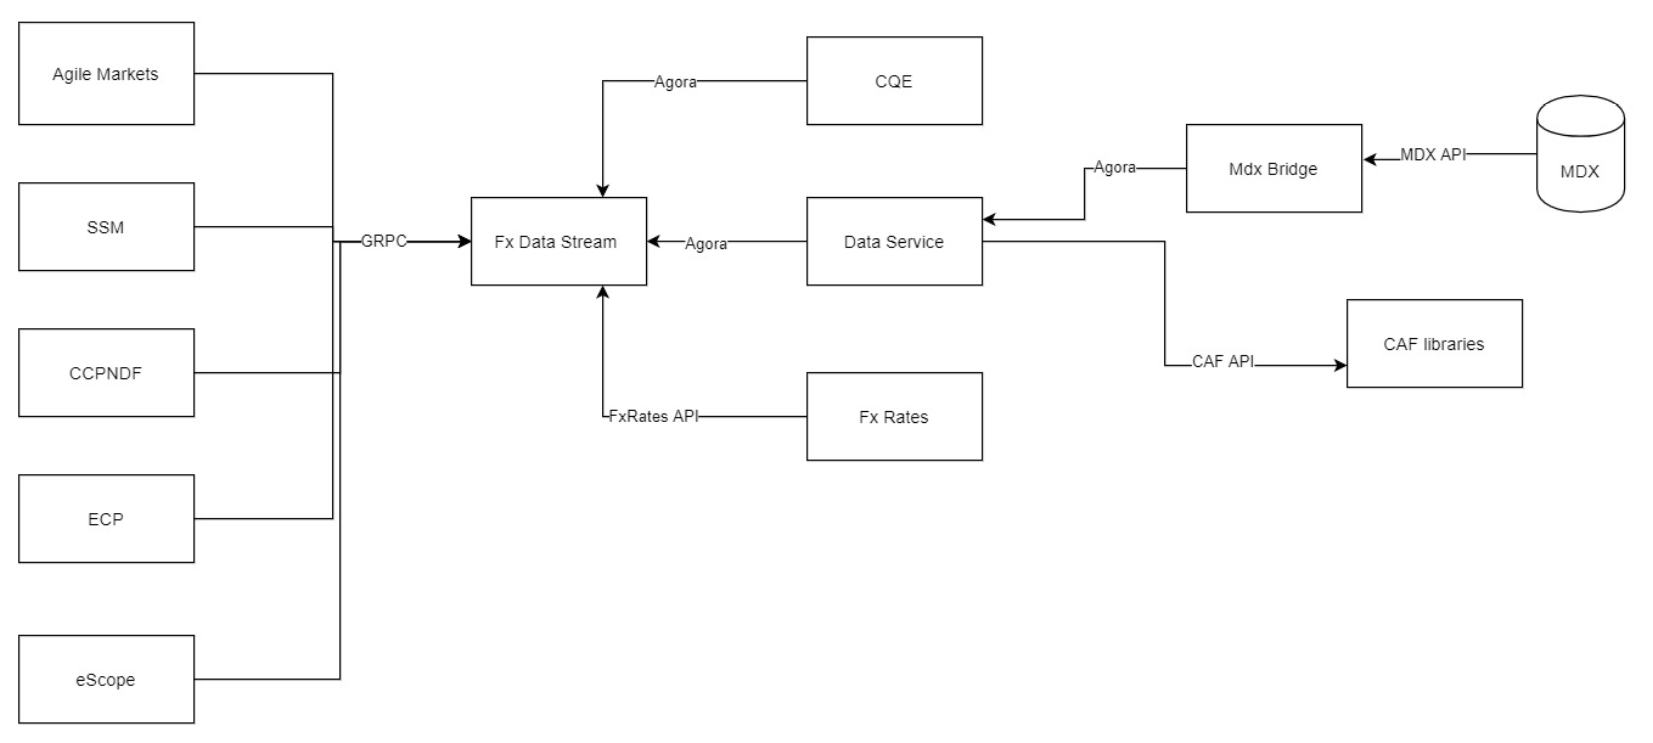 Agile Markets
SSM
CCPNDF
ECP
eScope
GRPC
Fx Data Stream
Agora
CQE
Agora
Data Service
FxRates API
Fx Rates
Agora
Mdx Bridge
MDX API
MDX
CAF API
CAF libraries